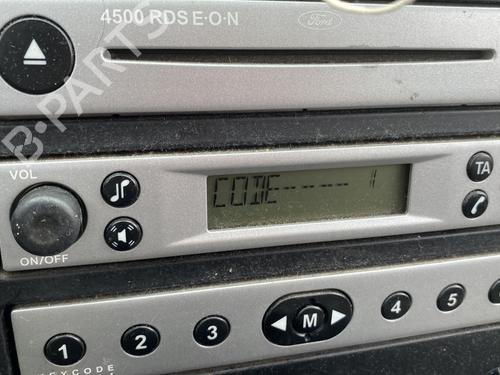 4500 RDS E·O·N
Ford
B-PARTS
VOL
CODE---- 1
TA
ON/OFF
1 2 3 M 4 5
KEYCODE